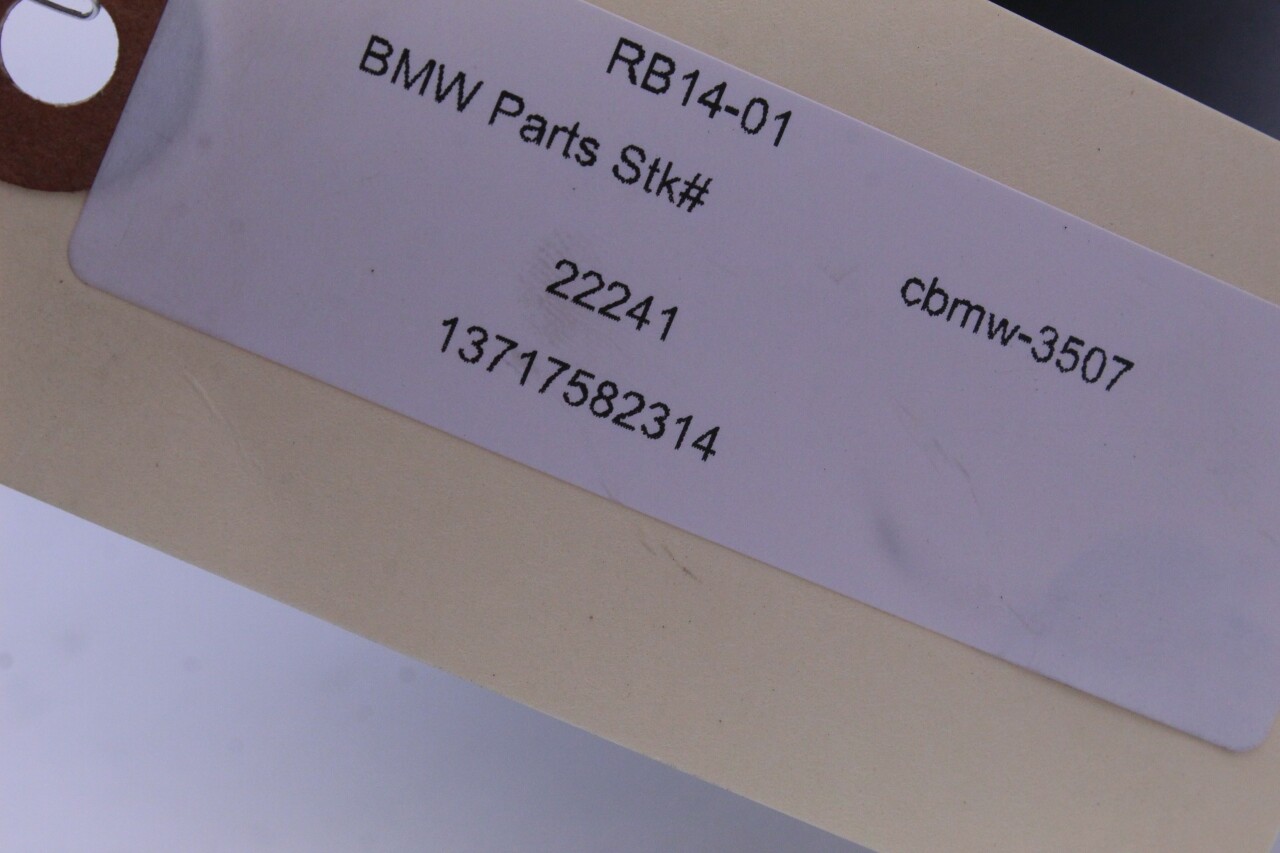 RB14-01
BMW Parts Stk#
22241
cbmw-3507
13717582314